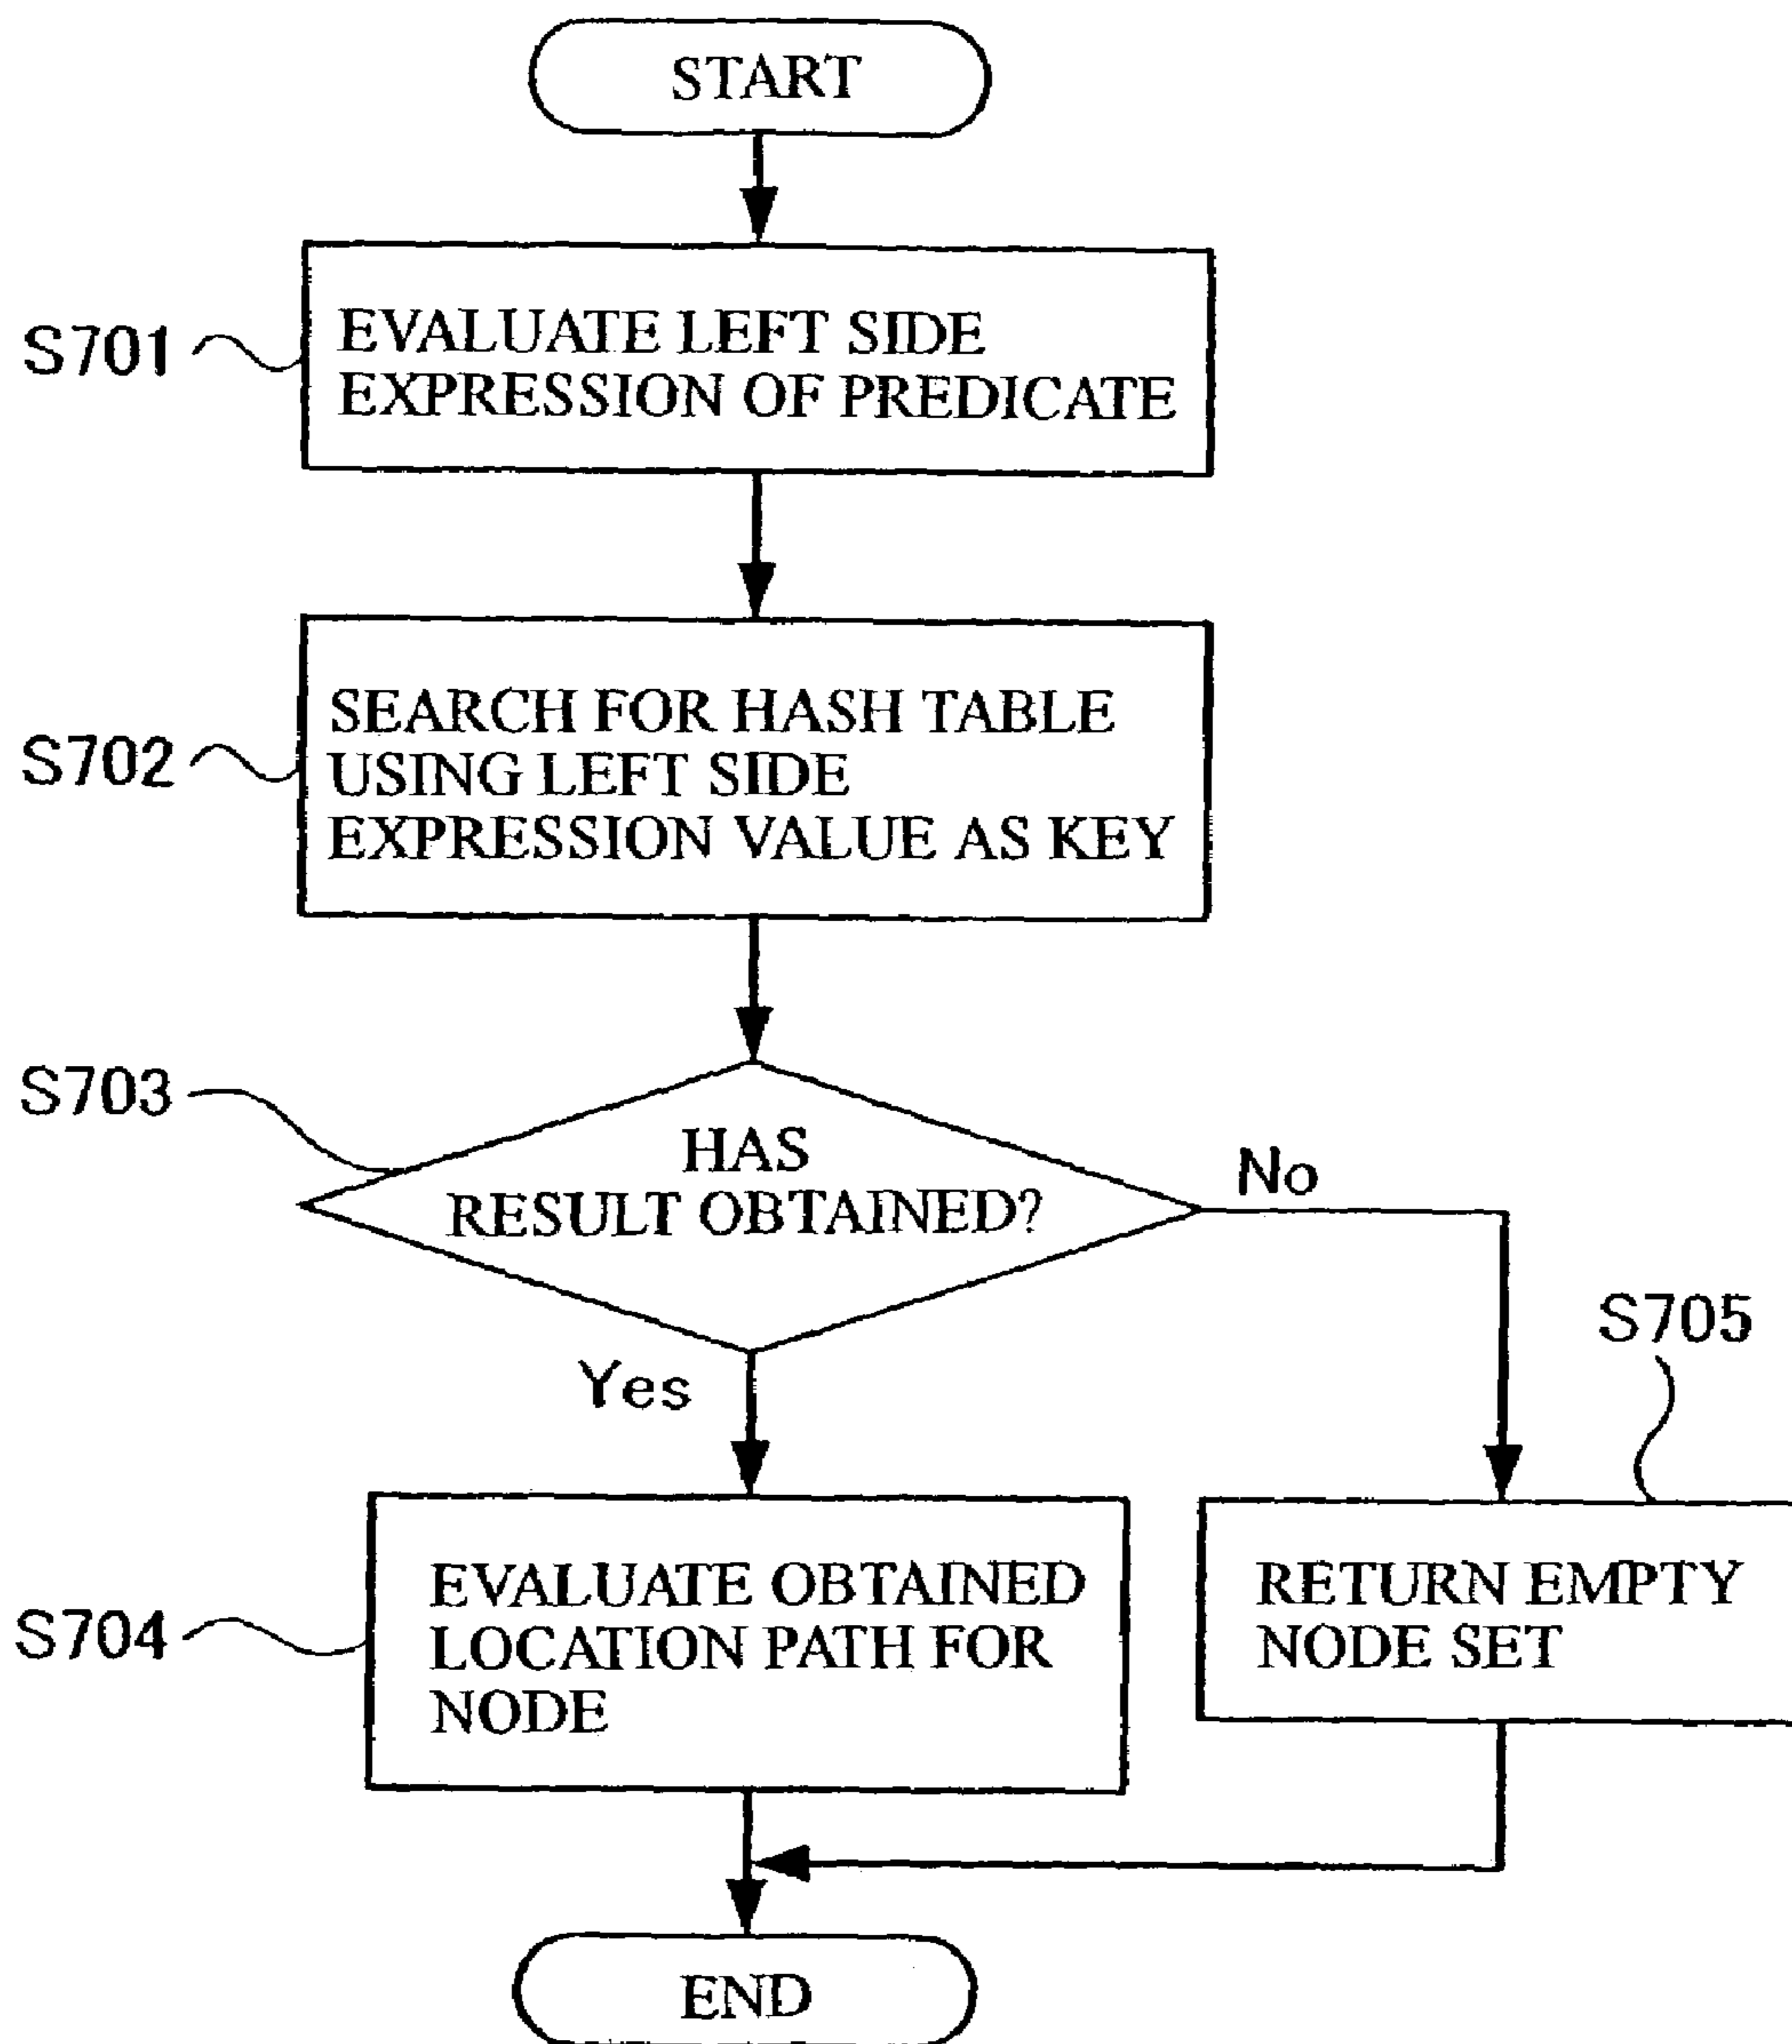 START
S701
EVALUATE LEFT SIDE
EXPRESSION OF PREDICATE
S702
SEARCH FOR HASH TABLE
USING LEFT SIDE
EXPRESSION VALUE AS KEY
S703
HAS
RESULT OBTAINED?
No
Yes
S705
S704
EVALUATE OBTAINED
LOCATION PATH FOR
NODE
RETURN EMPTY
NODE SET
END